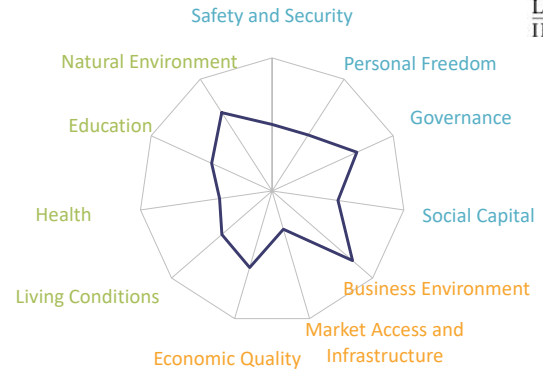 Safety and Security
Natural Environment
Personal Freedom
Education
Governance
Health
Social Capital
Living Conditions
Business Environment
Market Access and
Infrastructure
Economic Quality